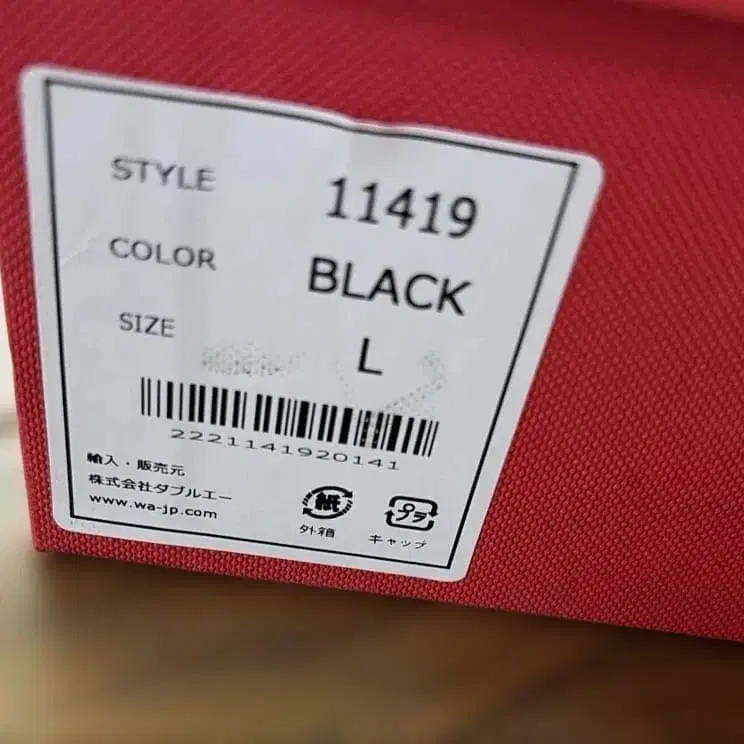 STYLE 11419
COLOR BLACK
SIZE L
2221141920141
輸入・販売元
株式会社ダブルエー
www.wa-jp.com
紙 プラ
外箱 キャップ